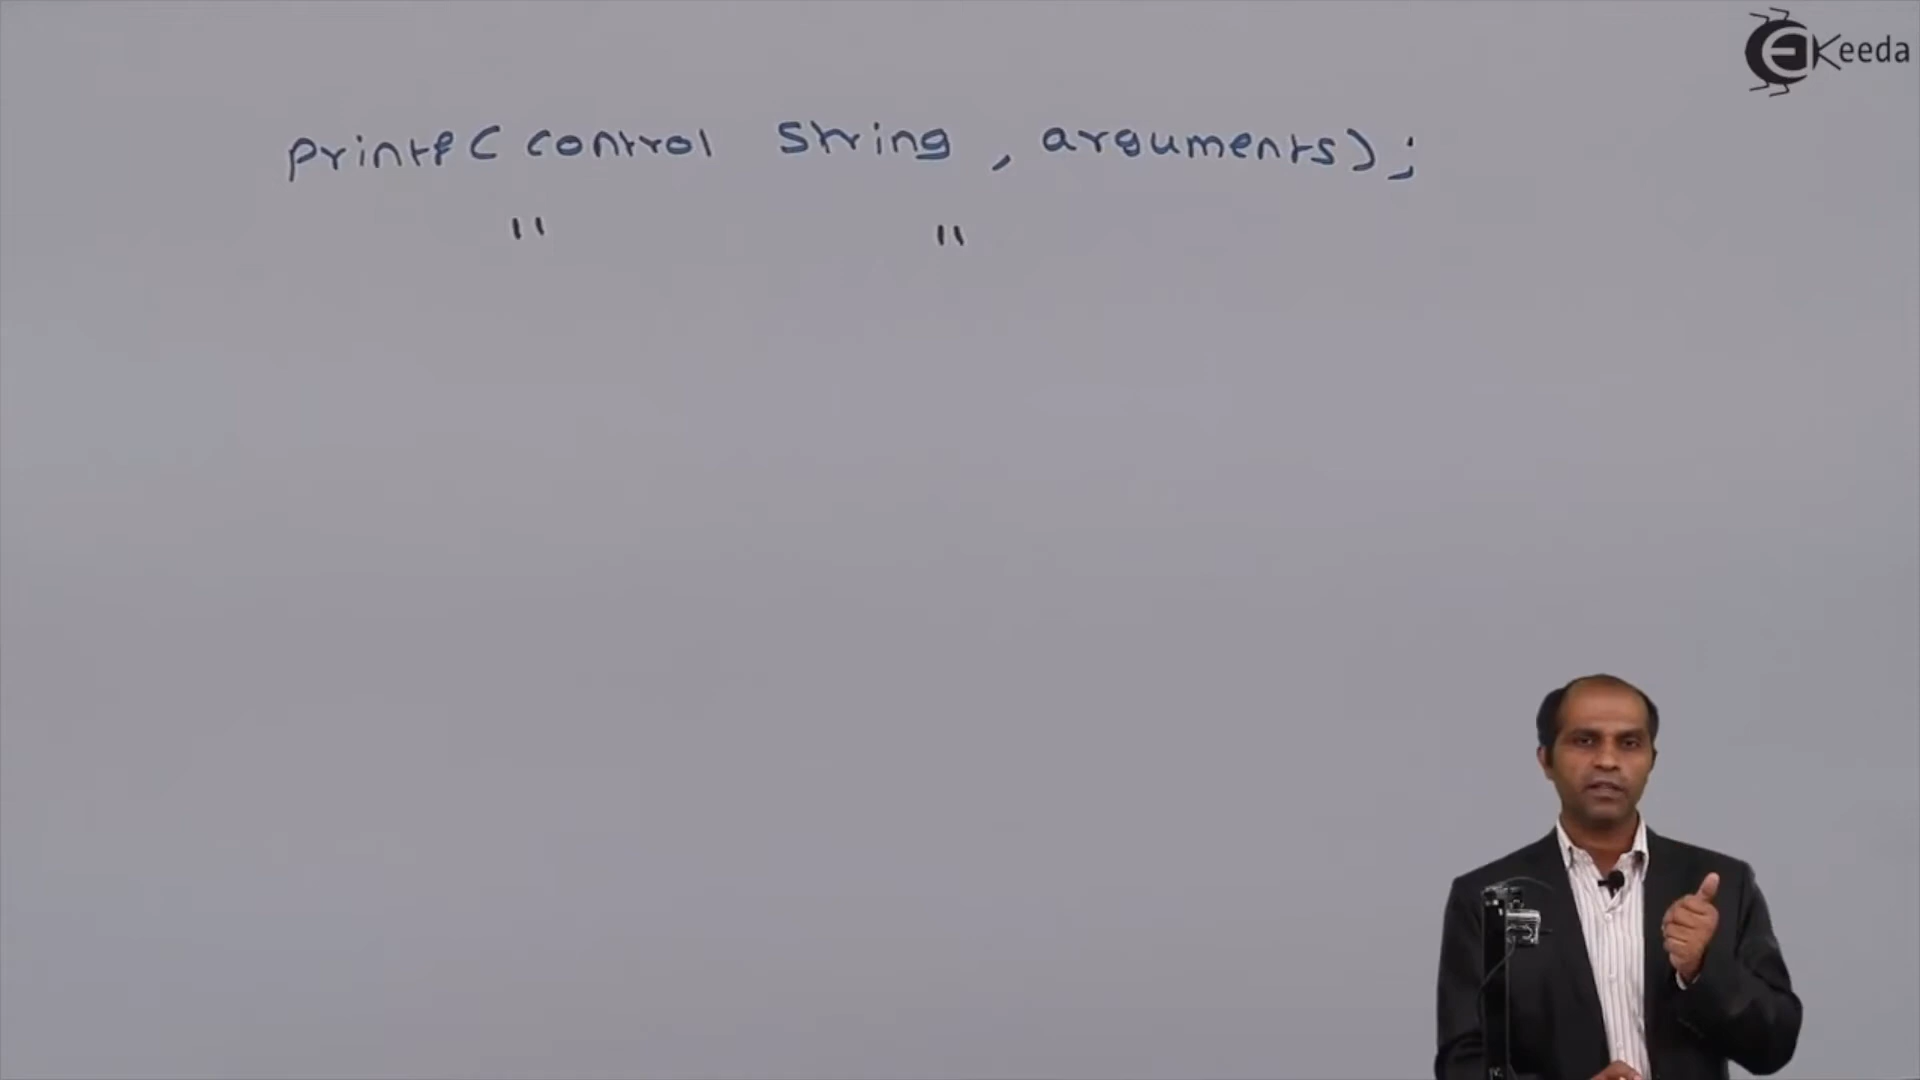 EKeeda
printf( control string , arguments);
" "